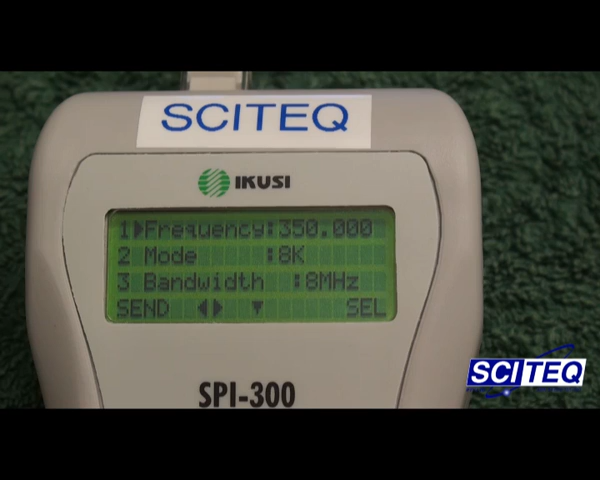 SCITEQ
IKUSI
1▶Frequency:350.000
2 Mode :8K
3 Bandwidth :8MHz
SEND ◀▶ ▼ SEL
SPI-300
SCITEQ